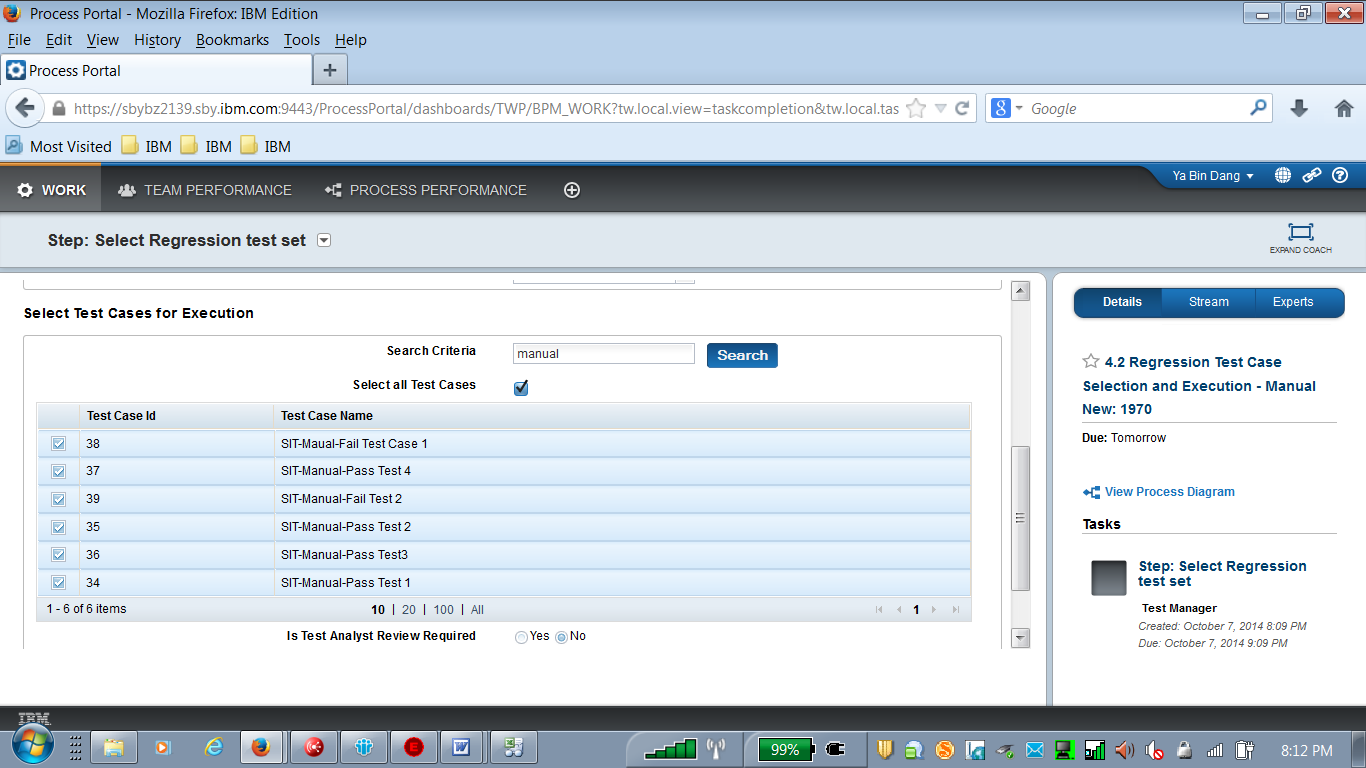 Process Portal - Mozilla Firefox: IBM Edition
File Edit View History Bookmarks Tools Help
Process Portal
https://sbybz2139.sby.ibm.com:9443/ProcessPortal/dashboards/TWP/BPM_WORK?tw.local.view=taskcompletion&tw.local.tas
Google
Most Visited IBM IBM IBM
WORK TEAM PERFORMANCE PROCESS PERFORMANCE
Ya Bin Dang
Step: Select Regression test set
EXPAND COACH
Select Test Cases for Execution
Search Criteria manual Search
Select all Test Cases
Test Case Id Test Case Name
38 SIT-Maual-Fail Test Case 1
37 SIT-Manual-Pass Test 4
39 SIT-Manual-Fail Test 2
35 SIT-Manual-Pass Test 2
36 SIT-Manual-Pass Test3
34 SIT-Manual-Pass Test 1
1 - 6 of 6 items 10 | 20 | 100 | All 1
Is Test Analyst Review Required Yes No
Details Stream Experts
4.2 Regression Test Case
Selection and Execution - Manual
New: 1970
Due: Tomorrow
View Process Diagram
Tasks
Step: Select Regression
test set
Test Manager
Created: October 7, 2014 8:09 PM
Due: October 7, 2014 9:09 PM
IBM
99%
8:12 PM